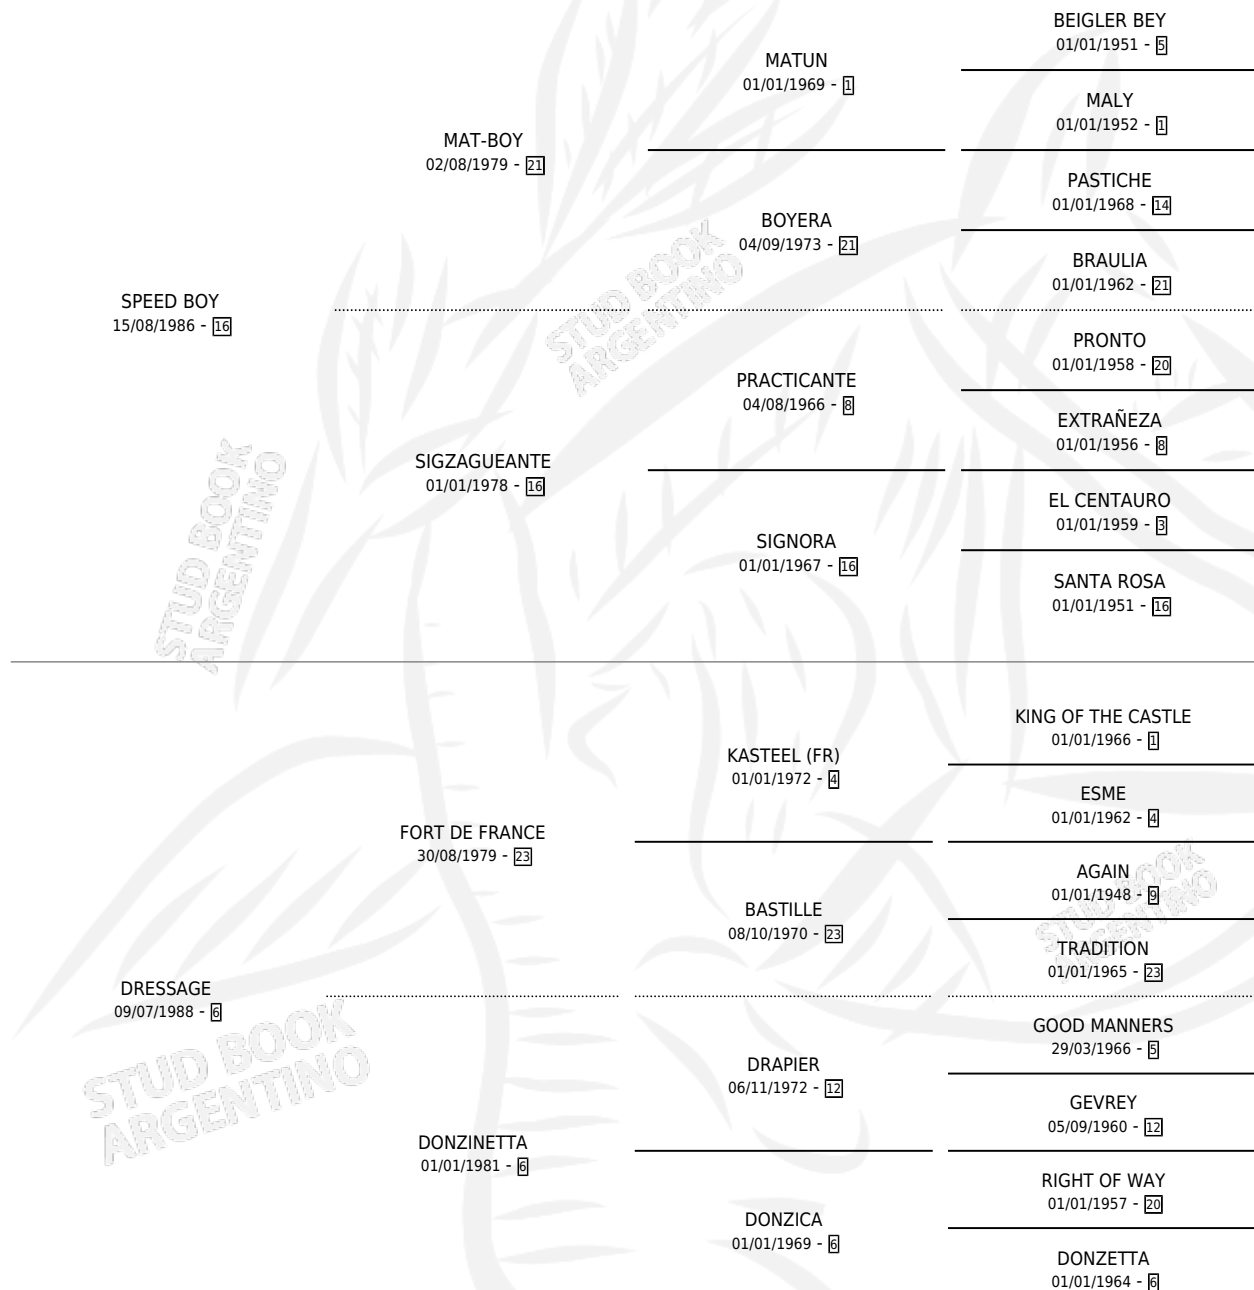 BEIGLER BEY
01/01/1951 - 5
MATUN
01/01/1969 - 1
MALY
01/01/1952 - 1
MAT-BOY
02/08/1979 - 21
PASTICHE
01/01/1968 - 14
BOYERA
04/09/1973 - 21
BRAULIA
01/01/1962 - 21
SPEED BOY
15/08/1986 - 16
PRONTO
01/01/1958 - 20
PRACTICANTE
04/08/1966 - 8
EXTRAÑEZA
01/01/1956 - 8
SIGZAGUEANTE
01/01/1978 - 16
EL CENTAURO
01/01/1959 - 3
SIGNORA
01/01/1967 - 16
SANTA ROSA
01/01/1951 - 16
KING OF THE CASTLE
01/01/1966 - 1
KASTEEL (FR)
01/01/1972 - 4
ESME
01/01/1962 - 4
FORT DE FRANCE
30/08/1979 - 23
AGAIN
01/01/1948 - 9
BASTILLE
08/10/1970 - 23
TRADITION
01/01/1965 - 23
DRESSAGE
09/07/1988 - 6
GOOD MANNERS
29/03/1966 - 5
DRAPIER
06/11/1972 - 12
GEVREY
05/09/1960 - 12
DONZINETTA
01/01/1981 - 6
RIGHT OF WAY
01/01/1957 - 20
DONZICA
01/01/1969 - 6
DONZETTA
01/01/1964 - 6
STUD BOOK
ARGENTINO
STUD BOOK
ARGENTINO
STUD BOOK
ARGENTINO
STUD BOOK
ARGENTINO